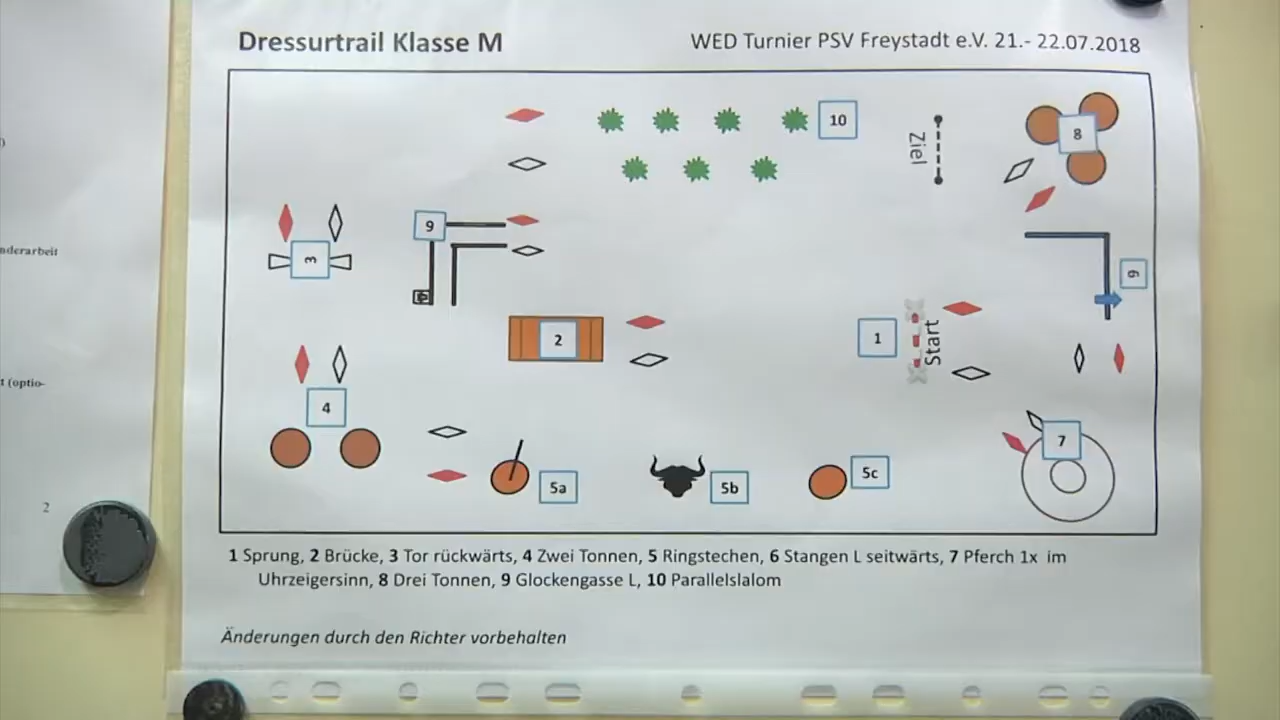 Dressurtrail Klasse M
WED Turnier PSV Freystadt e.V. 21.- 22.07.2018
10
Ziel
8
9
3
6
2
1
Start
4
7
5a
5b
5c
1 Sprung, 2 Brücke, 3 Tor rückwärts, 4 Zwei Tonnen, 5 Ringstechen, 6 Stangen L seitwärts, 7 Pferch 1x im
Uhrzeigersinn, 8 Drei Tonnen, 9 Glockengasse L, 10 Parallelslalom
Änderungen durch den Richter vorbehalten
nderarbeit
t (optio-
2